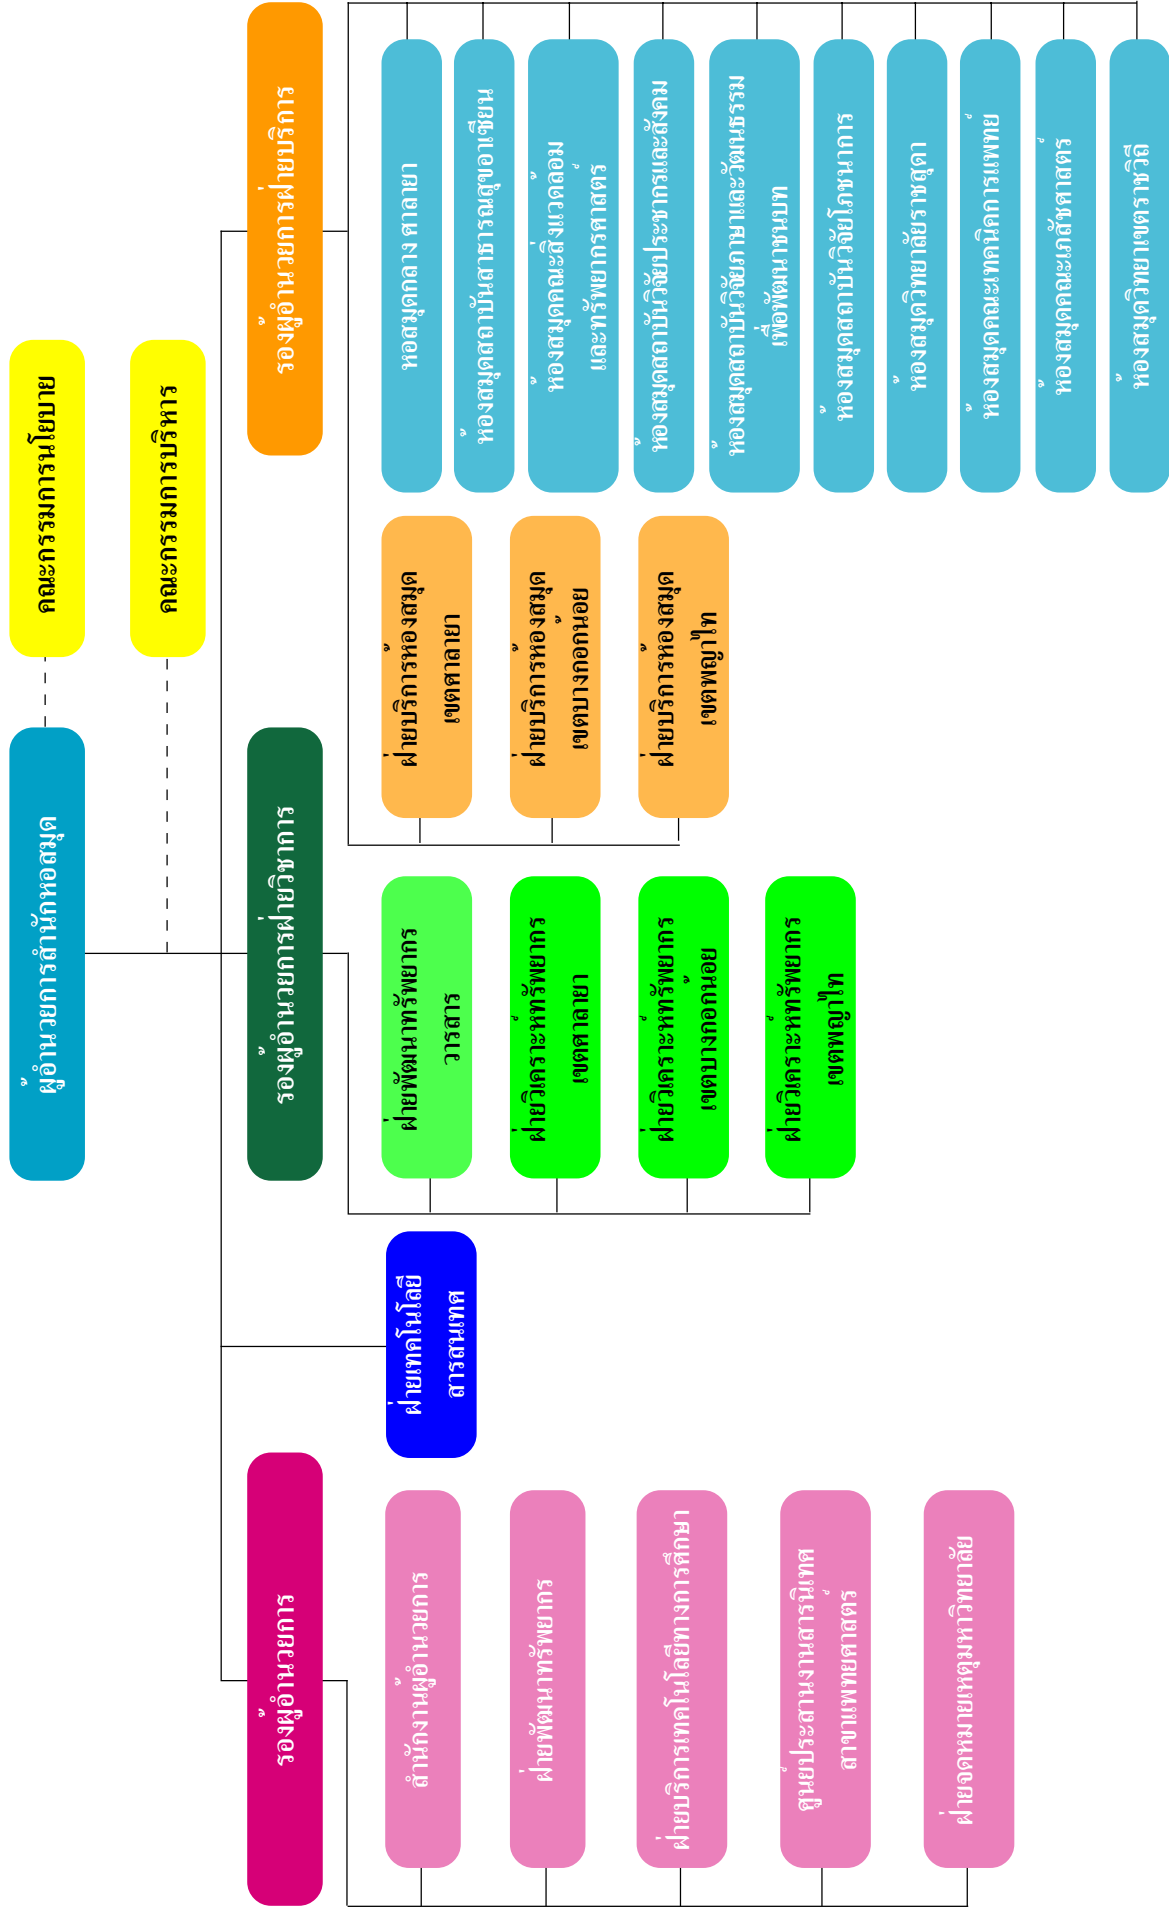 ผู้อำนวยการสำนักหอสมุด
คณะกรรมการนโยบาย
คณะกรรมการบริหาร
รองผู้อำนวยการ
รองผู้อำนวยการฝ่ายวิชาการ
รองผู้อำนวยการฝ่ายบริการ
สำนักงานผู้อำนวยการ
ฝ่ายพัฒนาทรัพยากร
ฝ่ายบริการเทคโนโลยีทางการศึกษา
ศูนย์ประสานงานสารนิเทศ
สาขาแพทยศาสตร์
ฝ่ายจดหมายเหตุมหาวิทยาลัย
ฝ่ายเทคโนโลยี
สารสนเทศ
ฝ่ายพัฒนาทรัพยากร
วารสาร
ฝ่ายวิเคราะห์ทรัพยากร
เขตศาลายา
ฝ่ายวิเคราะห์ทรัพยากร
เขตบางกอกน้อย
ฝ่ายวิเคราะห์ทรัพยากร
เขตพญาไท
ฝ่ายบริการห้องสมุด
เขตศาลายา
ฝ่ายบริการห้องสมุด
เขตบางกอกน้อย
ฝ่ายบริการห้องสมุด
เขตพญาไท
หอสมุดกลาง ศาลายา
ห้องสมุดสถาบันสาธารณสุขอาเซียน
ห้องสมุดคณะสิ่งแวดล้อม
และทรัพยากรศาสตร์
ห้องสมุดสถาบันวิจัยประชากรและสังคม
ห้องสมุดสถาบันวิจัยภาษาและวัฒนธรรม
เพื่อพัฒนาชนบท
ห้องสมุดสถาบันวิจัยโภชนาการ
ห้องสมุดวิทยาลัยราชสุดา
ห้องสมุดคณะเทคนิคการแพทย์
ห้องสมุดคณะเภสัชศาสตร์
ห้องสมุดวิทยาเขตราชวิถี